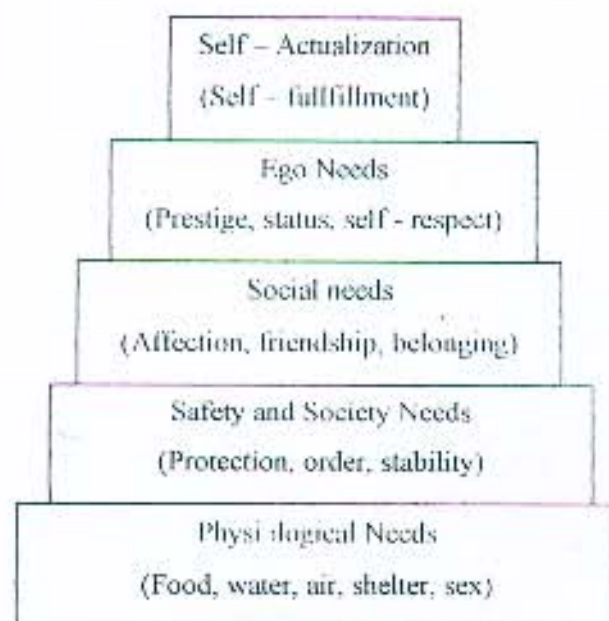 Self – Actualization
(Self - fullfillment)
Ego Needs
(Prestige, status, self - respect)
Social needs
(Affection, friendship, belonging)
Safety and Society Needs
(Protection, order, stability)
Physiological Needs
(Food, water, air, shelter, sex)